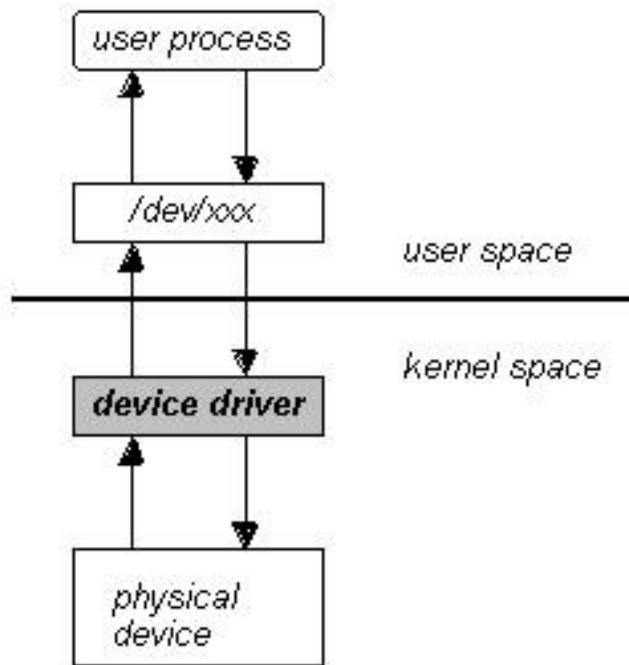 user process
/dev/xxx
user space
kernel space
device driver
physical
device